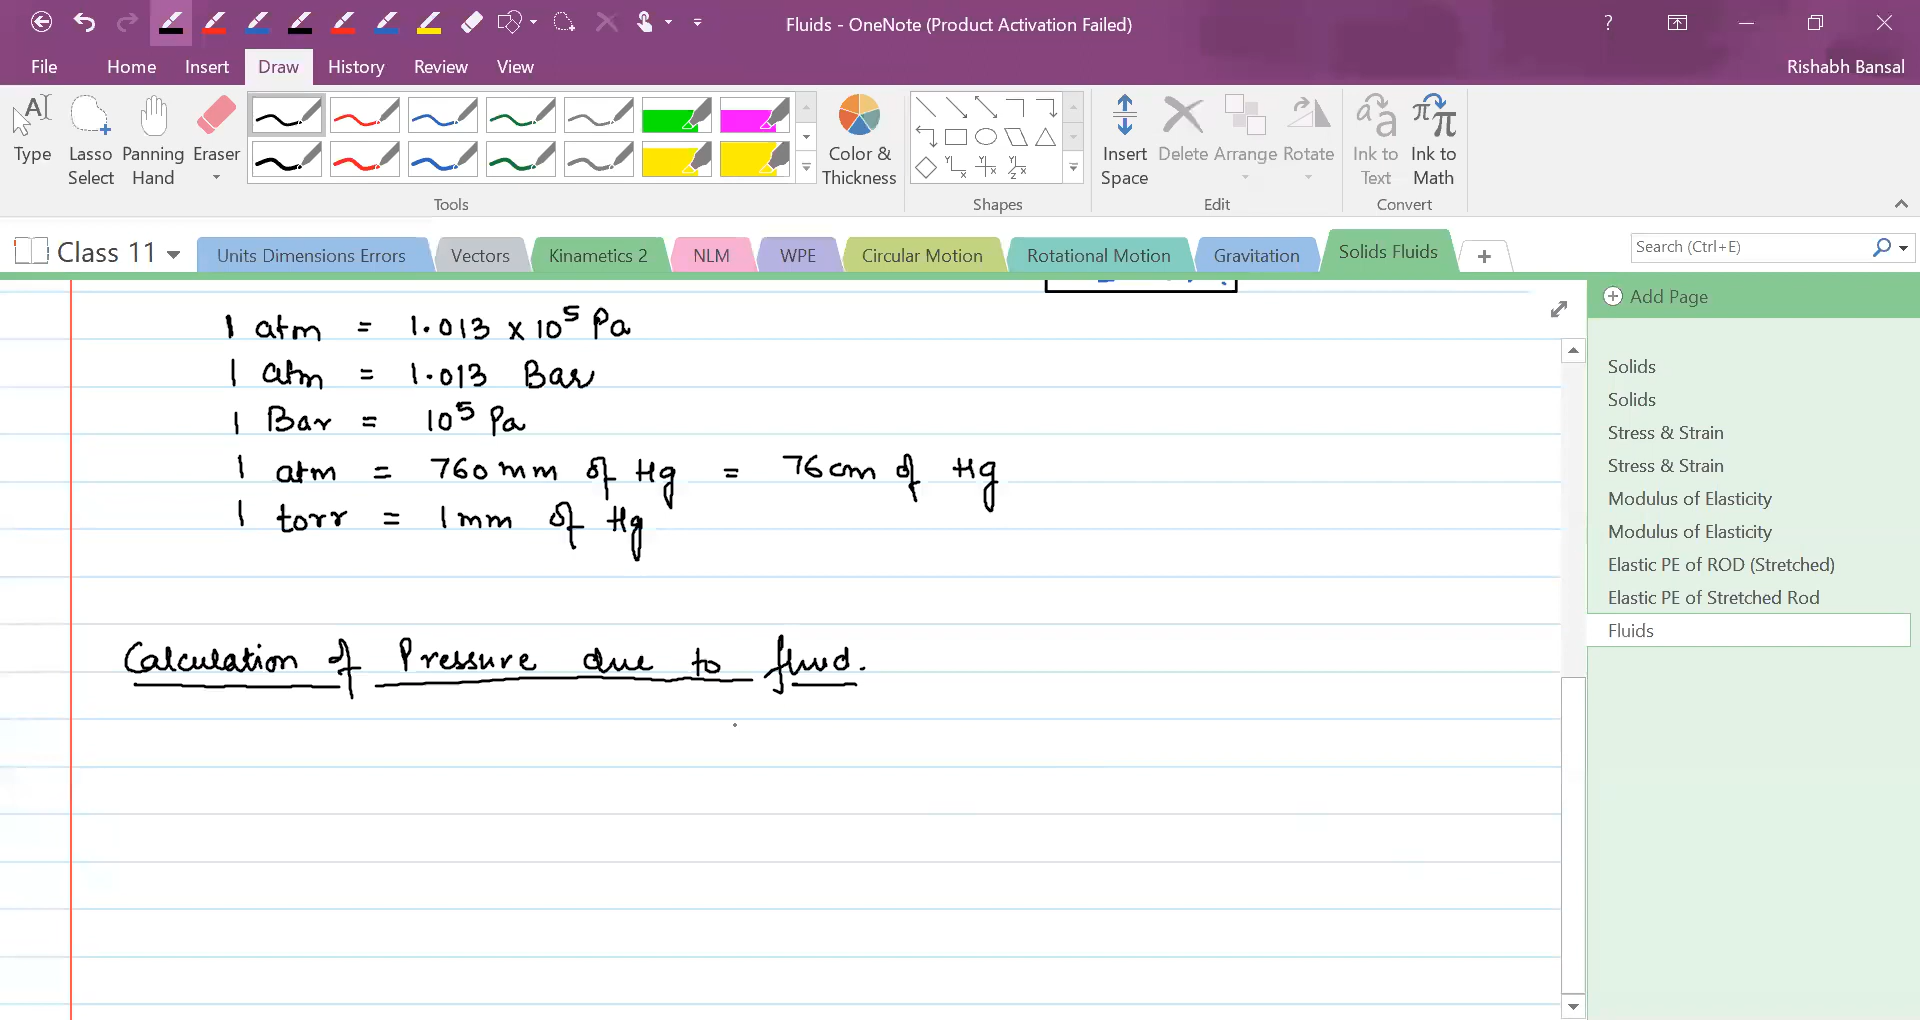 Fluids - OneNote (Product Activation Failed)
?
File Home Insert Draw History Review View
Rishabh Bansal
Type
Lasso Select
Panning Hand
Eraser
Color & Thickness
Insert Space
Delete
Arrange
Rotate
Ink to Text
Ink to Math
Tools
Shapes
Edit
Convert
Class 11
Units Dimensions Errors
Vectors
Kinametics 2
NLM
WPE
Circular Motion
Rotational Motion
Gravitation
Solids Fluids
Search (Ctrl+E)
Add Page
Solids
Solids
Stress & Strain
Stress & Strain
Modulus of Elasticity
Modulus of Elasticity
Elastic PE of ROD (Stretched)
Elastic PE of Stretched Rod
Fluids
1 atm = 1.013 × 10⁵ Pa
1 atm = 1.013 Bar
1 Bar = 10⁵ Pa
1 atm = 760 mm of Hg = 76 cm of Hg
1 torr = 1 mm of Hg
Calculation of Pressure due to fluid.